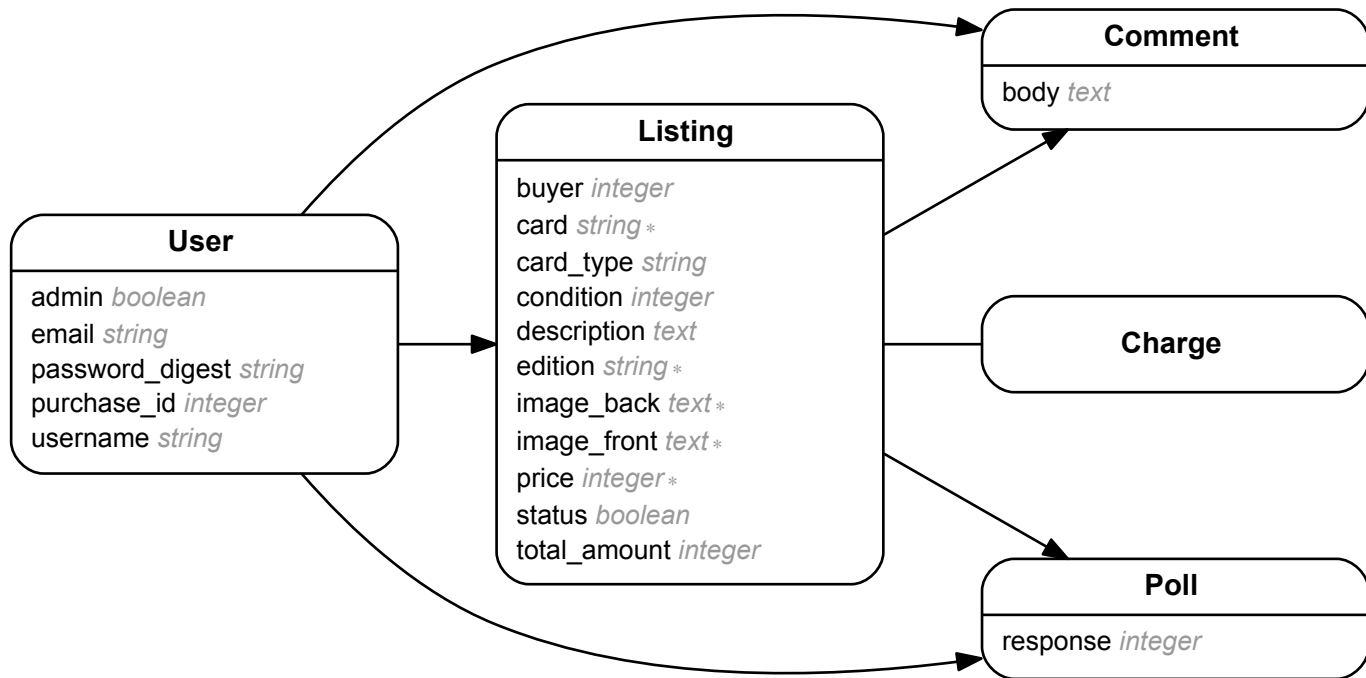 User
admin boolean
email string
password_digest string
purchase_id integer
username string
Listing
buyer integer
card string *
card_type string
condition integer
description text
edition string *
image_back text *
image_front text *
price integer *
status boolean
total_amount integer
Comment
body text
Charge
Poll
response integer